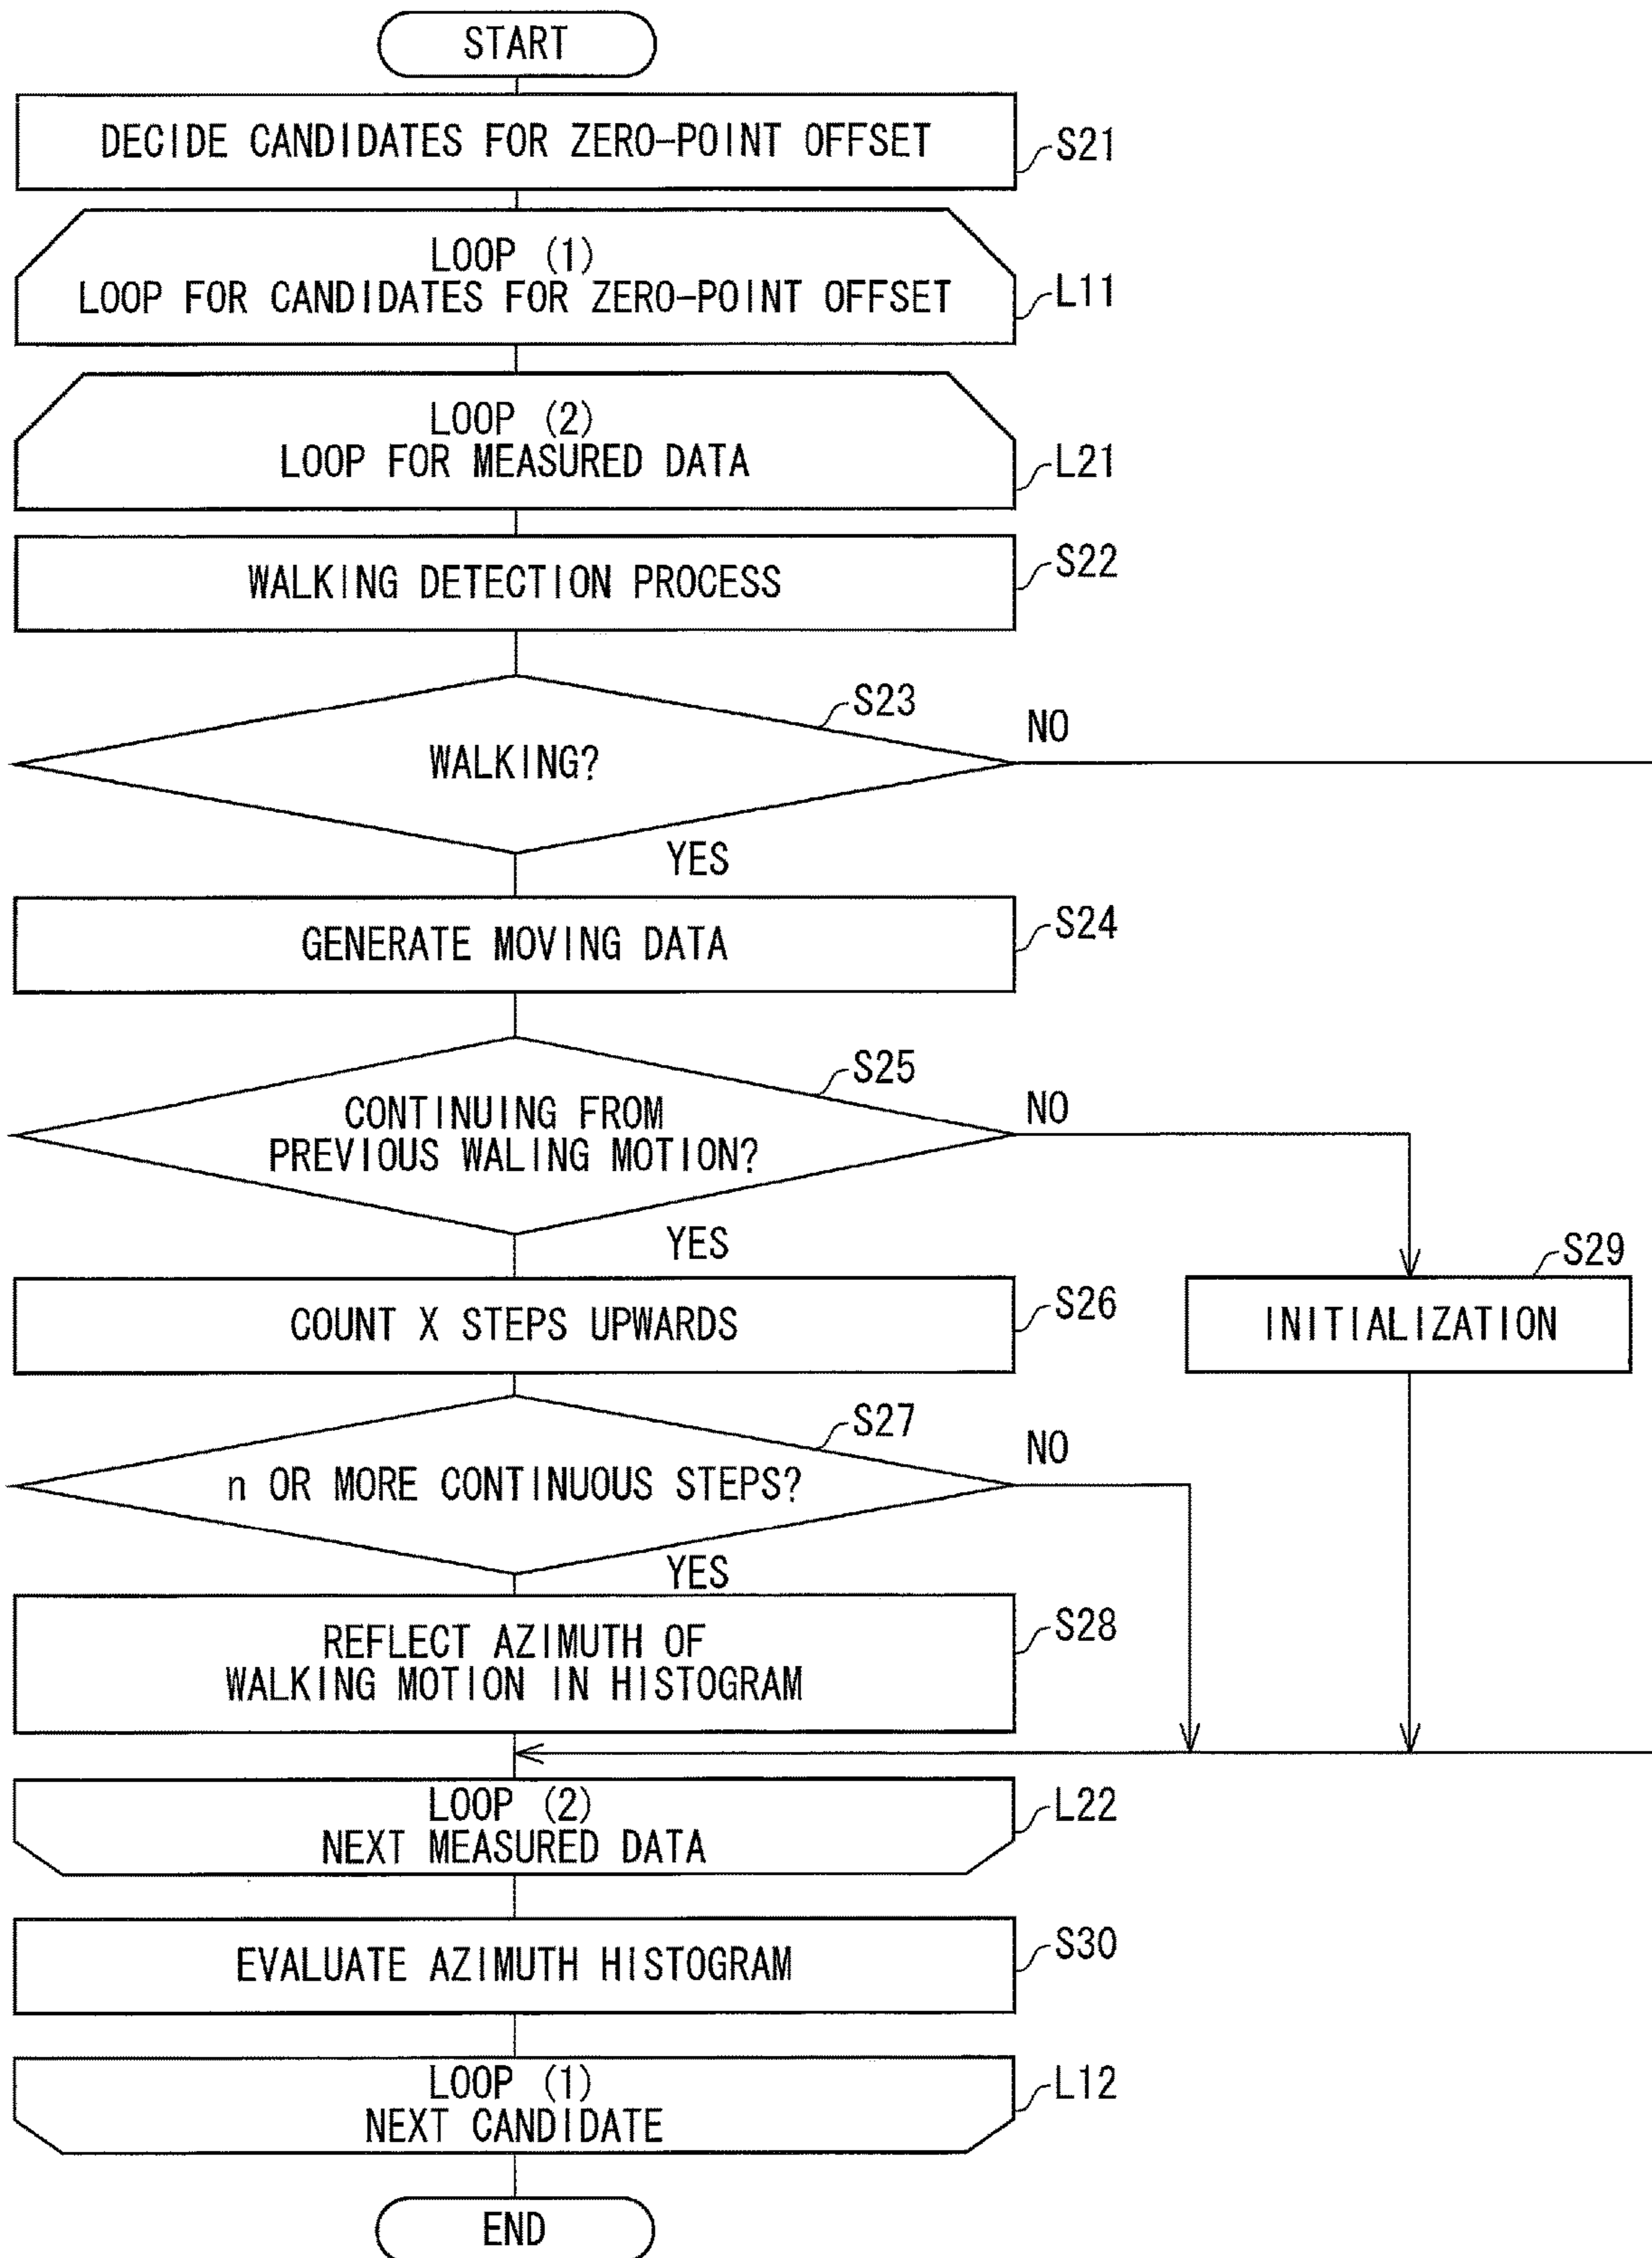 START
DECIDE CANDIDATES FOR ZERO-POINT OFFSET
S21
LOOP (1)
LOOP FOR CANDIDATES FOR ZERO-POINT OFFSET
L11
LOOP (2)
LOOP FOR MEASURED DATA
L21
WALKING DETECTION PROCESS
S22
S23
NO
WALKING?
YES
GENERATE MOVING DATA
S24
S25
NO
CONTINUING FROM
PREVIOUS WALING MOTION?
YES
S29
COUNT X STEPS UPWARDS
S26
INITIALIZATION
S27
NO
n OR MORE CONTINUOUS STEPS?
YES
REFLECT AZIMUTH OF
WALKING MOTION IN HISTOGRAM
S28
LOOP (2)
NEXT MEASURED DATA
L22
EVALUATE AZIMUTH HISTOGRAM
S30
LOOP (1)
NEXT CANDIDATE
L12
END